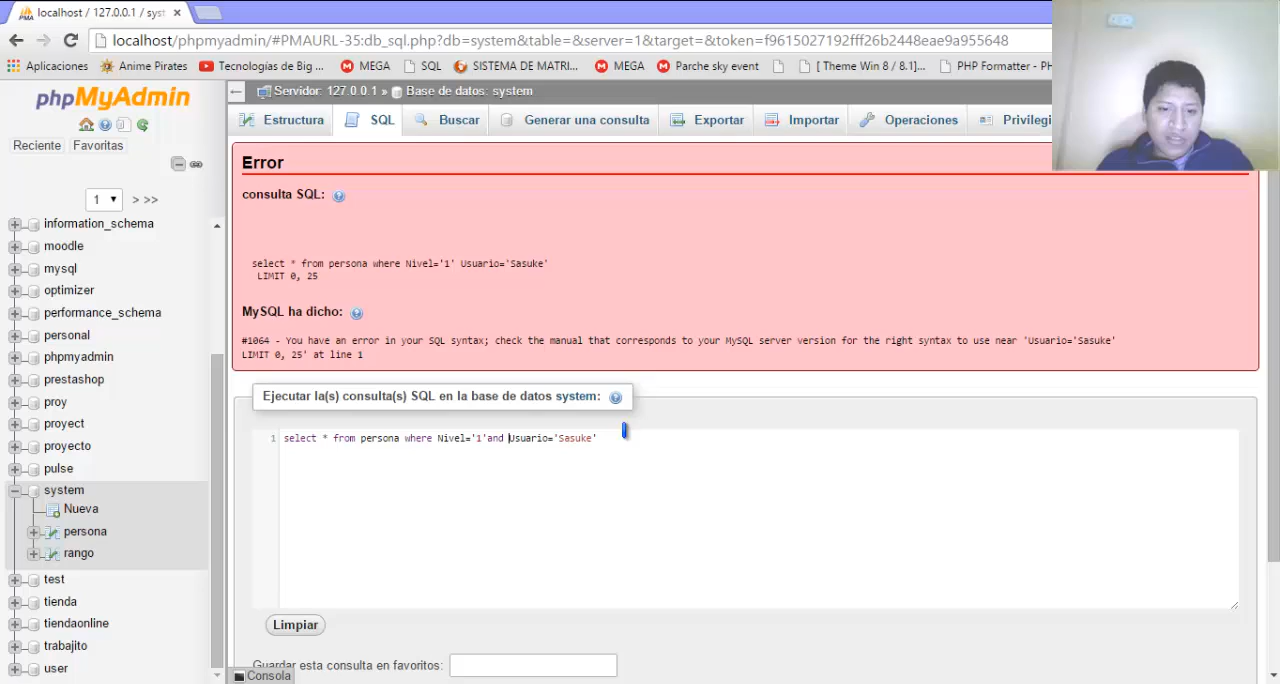 localhost / 127.0.0.1 / syst
localhost/phpmyadmin/#PMAURL-35:db_sql.php?db=system&table=&server=1&target=&token=f9615027192fff26b2448eae9a955648
Aplicaciones Anime Pirates Tecnologías de Big ... MEGA SQL SISTEMA DE MATRI... MEGA Parche sky event [ Theme Win 8 / 8.1]... PHP Formatter - PH
phpMyAdmin
Reciente Favoritas
1 > >>
information_schema
moodle
mysql
optimizer
performance_schema
personal
phpmyadmin
prestashop
proy
proyect
proyecto
pulse
system
Nueva
persona
rango
test
tienda
tiendaonline
trabajito
user
Servidor: 127.0.0.1 » Base de datos: system
Estructura SQL Buscar Generar una consulta Exportar Importar Operaciones Privilegi
Error
consulta SQL:
select * from persona where Nivel='1' Usuario='Sasuke'
LIMIT 0, 25
MySQL ha dicho:
#1064 - You have an error in your SQL syntax; check the manual that corresponds to your MySQL server version for the right syntax to use near 'Usuario='Sasuke'
LIMIT 0, 25' at line 1
Ejecutar la(s) consulta(s) SQL en la base de datos system:
1 select * from persona where Nivel='1'and Usuario='Sasuke'
Limpiar
Guardar esta consulta en favoritos:
Consola